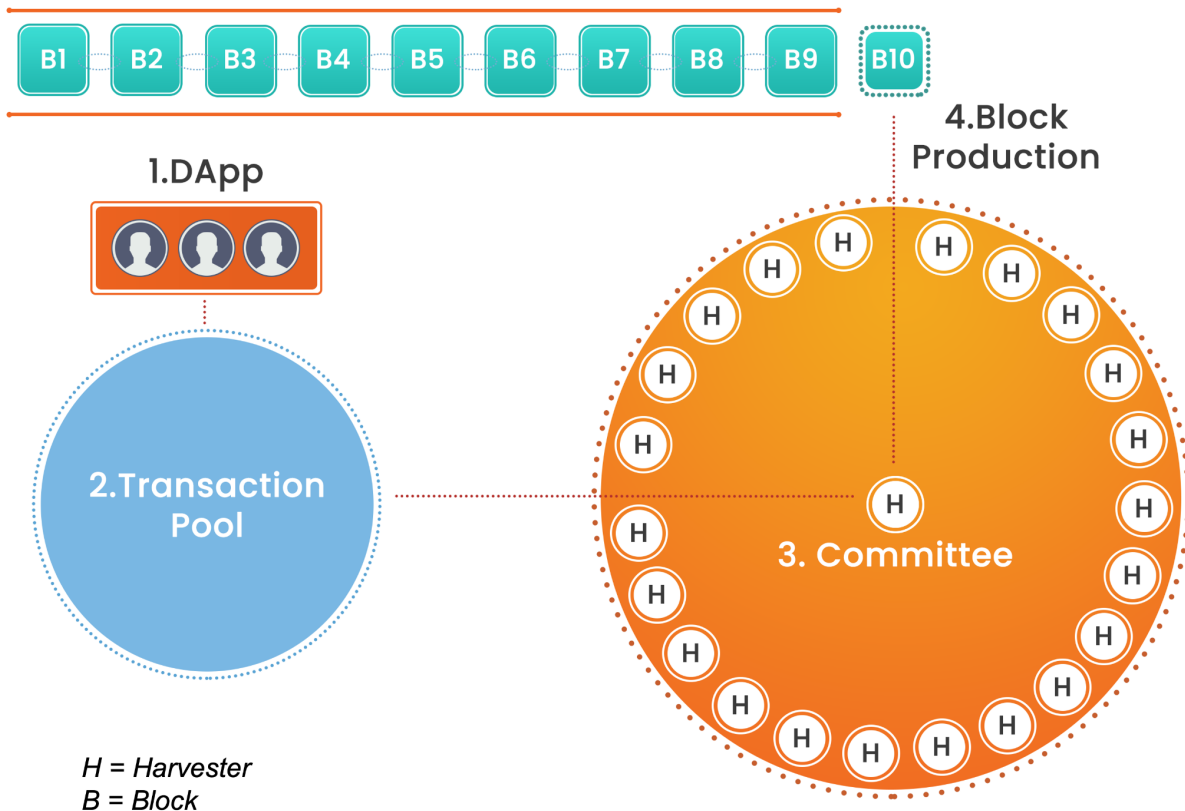 B1 B2 B3 B4 B5 B6 B7 B8 B9 B10
4.Block
Production
1.DApp
H
H
H
H
H
H
H
H
H
H
2.Transaction
Pool
H
H
H
H
3. Committee
H
H
H
H
H
H
H
H
H
H
H
H = Harvester
B = Block